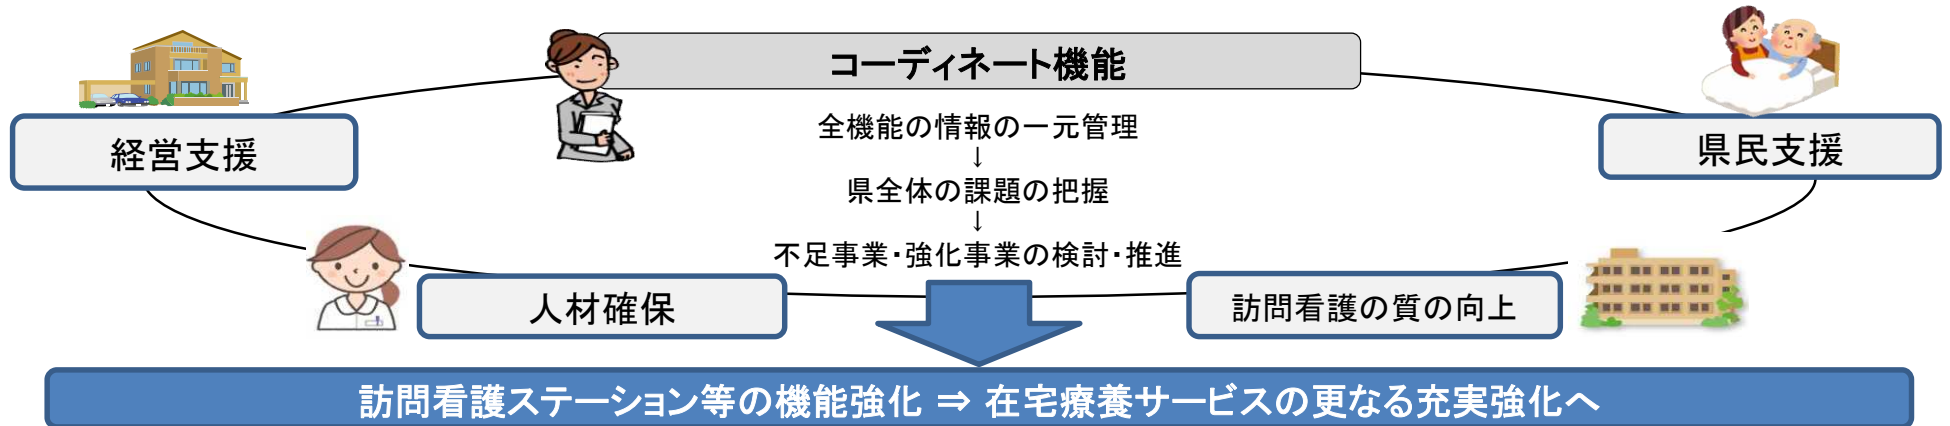 コーディネート機能
経営支援
県民支援
全機能の情報の一元管理
↓
県全体の課題の把握
↓
不足事業・強化事業の検討・推進
人材確保
訪問看護の質の向上
訪問看護ステーション等の機能強化 ⇒ 在宅療養サービスの更なる充実強化へ